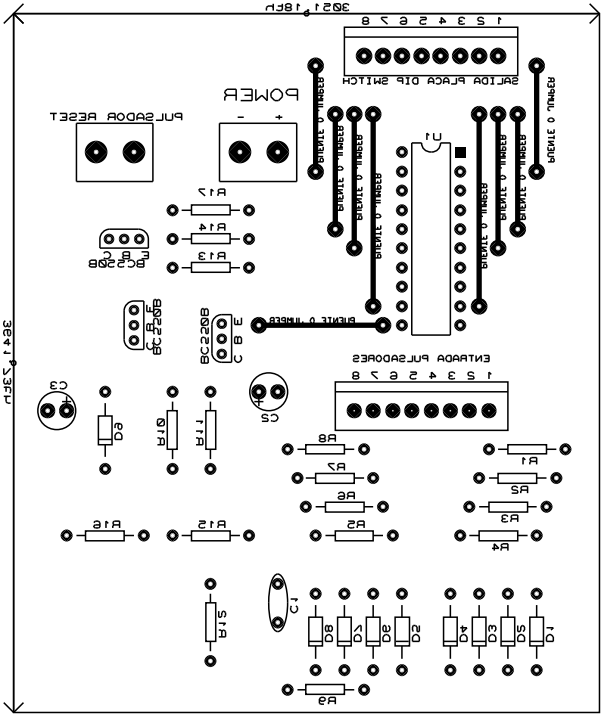 3051.18th
1 2 3 4 5 6 7 8
SALIDA PLACA DIP SWITCH
POWER
- +
PULSADOR RESET
PUENTE O JUMPER
PUENTE O JUMPER
PUENTE O JUMPER
PUENTE O JUMPER
PUENTE O JUMPER
PUENTE O JUMPER
PUENTE O JUMPER
PUENTE O JUMPER
U1
R17
R14
R13
E B C
BC550B
C B E
BC550B
BC550B
C B E
PUENTE O JUMPER
3641.73th
ENTRADA PULSADORES
1 2 3 4 5 6 7 8
C3
+
C2
+
D9
R10
R11
R8
R1
R7
R2
R6
R3
R16
R15
R5
R4
R12
C1
D8
D7
D6
D5
D4
D3
D2
D1
R9